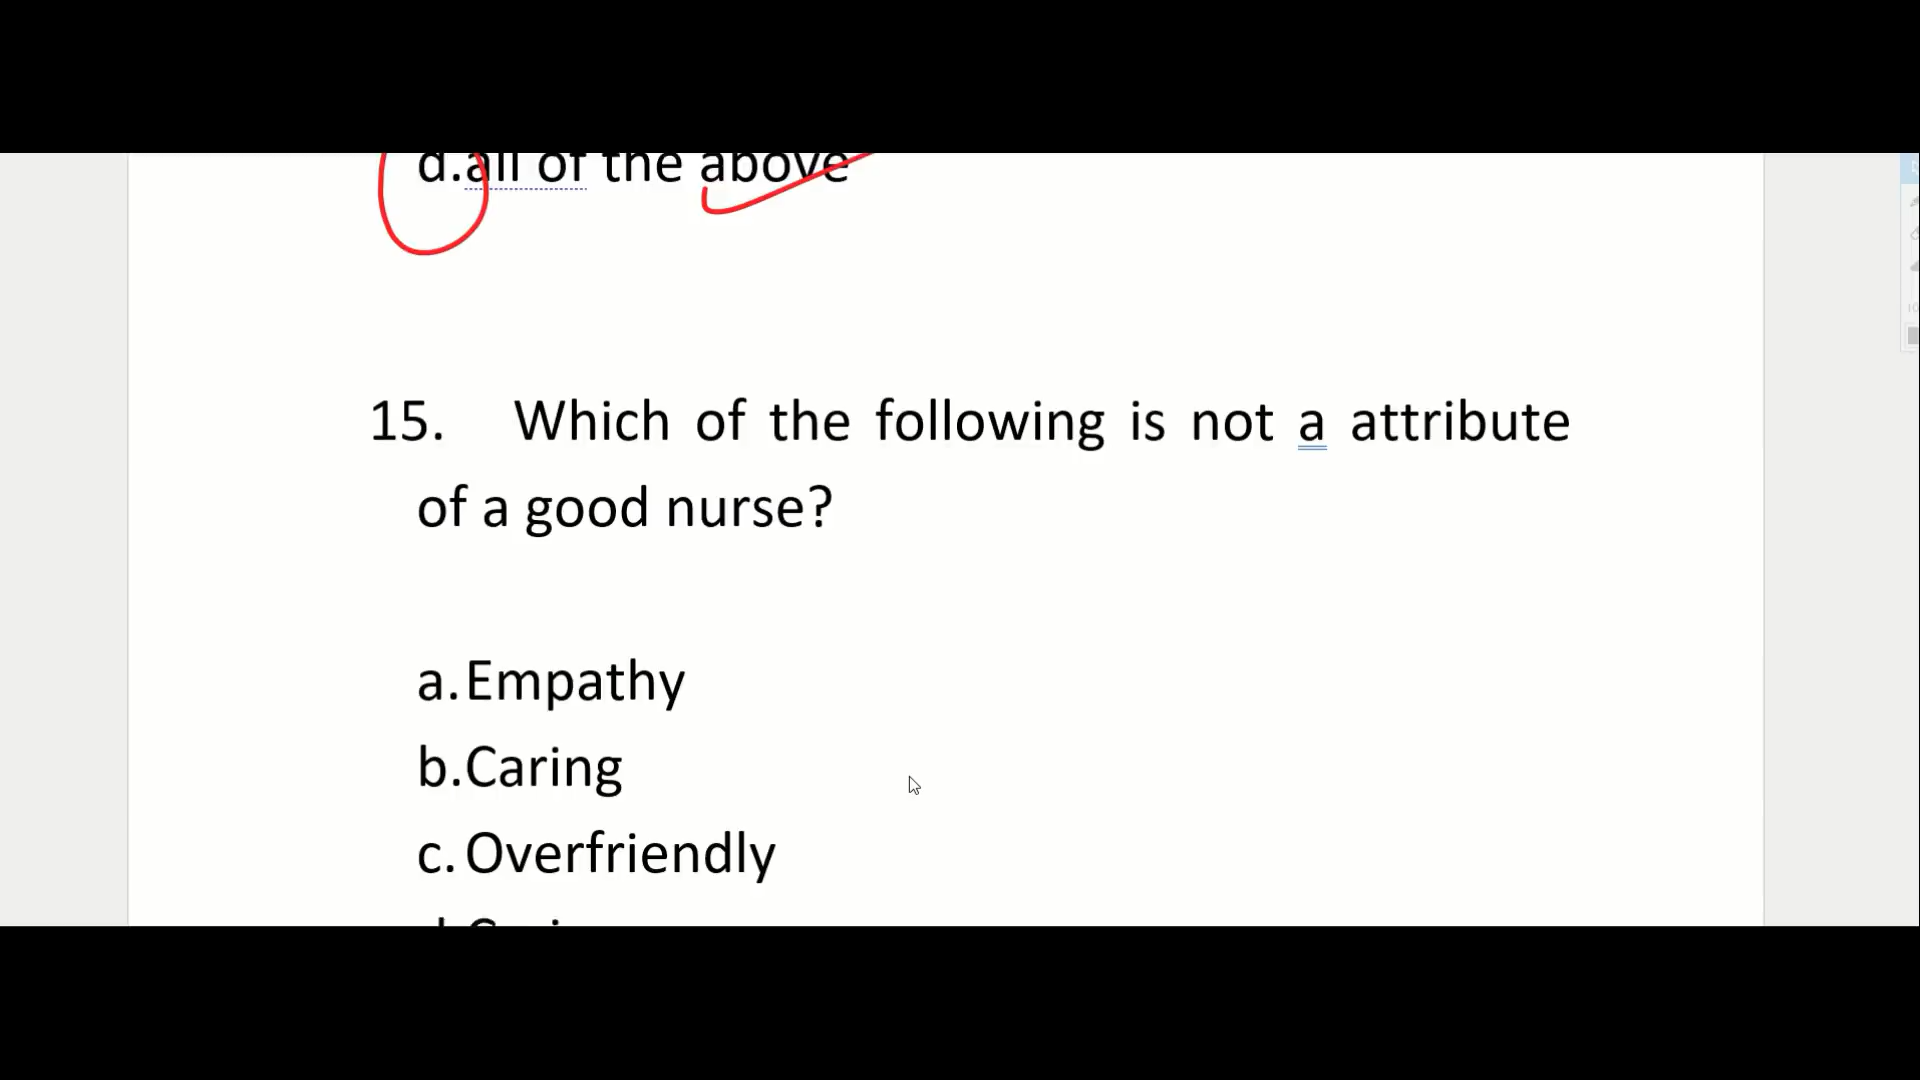 d.all of the above
15. Which of the following is not a attribute
of a good nurse?
a.Empathy
b.Caring
c.Overfriendly